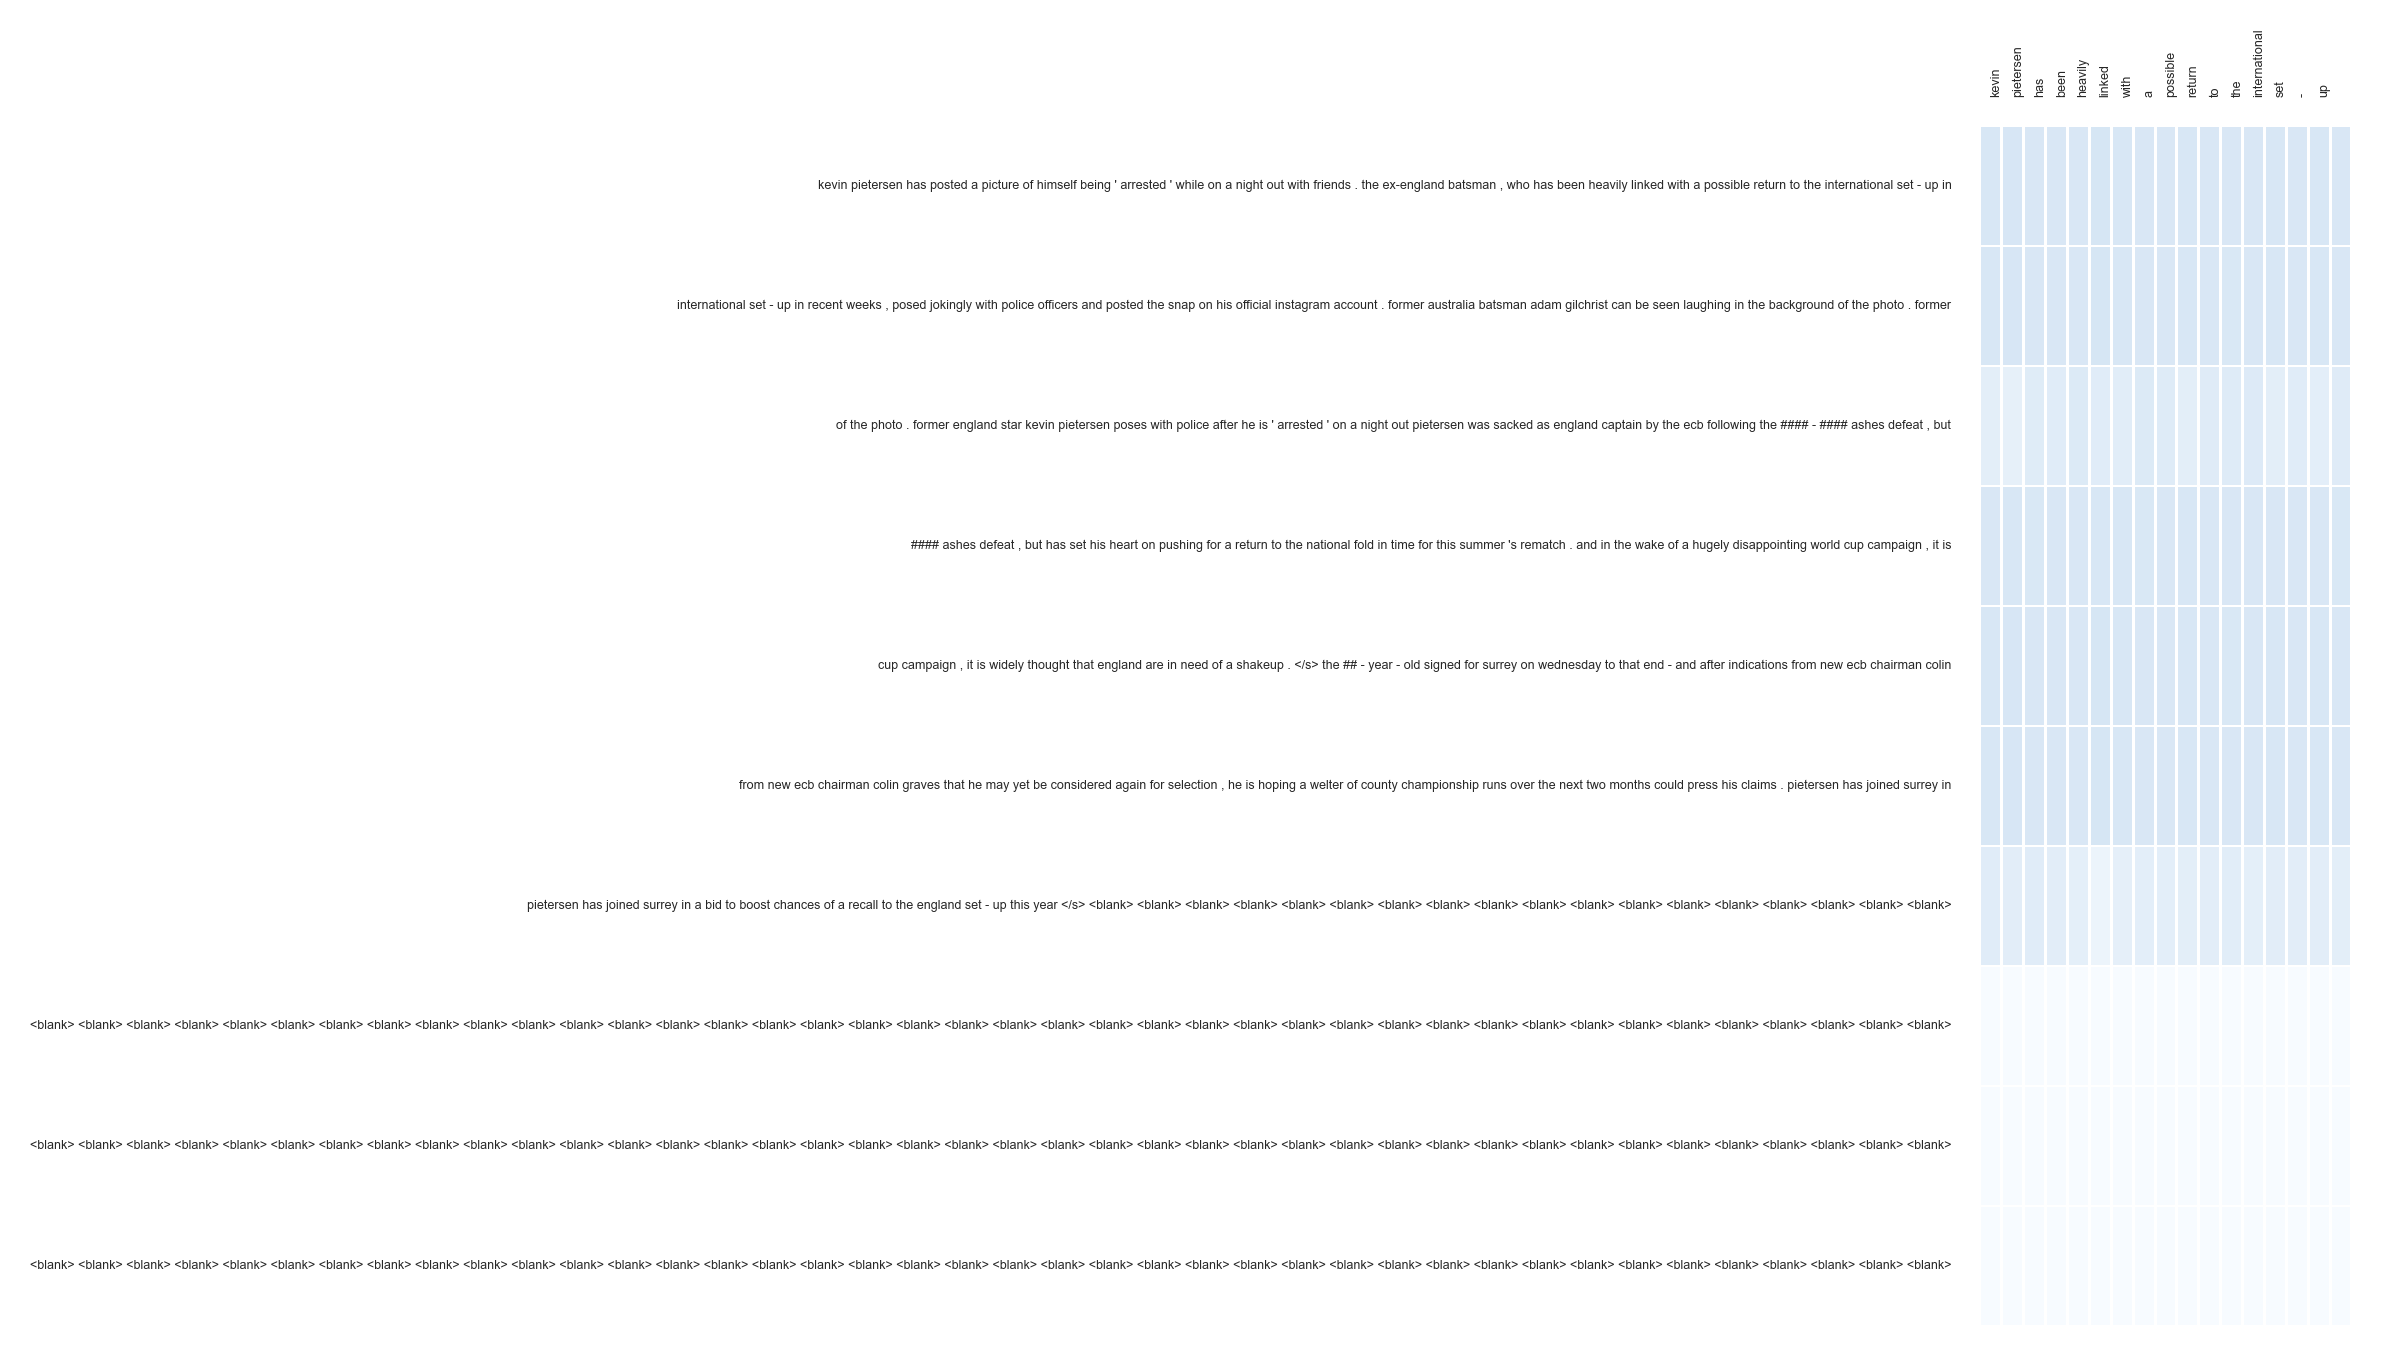 kevin
pietersen
has
been
heavily
linked
with
a
possible
return
to
the
international
set
-
up
kevin pietersen has posted a picture of himself being ' arrested ' while on a night out with friends . the ex-england batsman , who has been heavily linked with a possible return to the international set - up in
international set - up in recent weeks , posed jokingly with police officers and posted the snap on his official instagram account . former australia batsman adam gilchrist can be seen laughing in the background of the photo . former
of the photo . former england star kevin pietersen poses with police after he is ' arrested ' on a night out pietersen was sacked as england captain by the ecb following the #### - #### ashes defeat , but
#### ashes defeat , but has set his heart on pushing for a return to the national fold in time for this summer 's rematch . and in the wake of a hugely disappointing world cup campaign , it is
cup campaign , it is widely thought that england are in need of a shakeup . </s> the ## - year - old signed for surrey on wednesday to that end - and after indications from new ecb chairman colin
from new ecb chairman colin graves that he may yet be considered again for selection , he is hoping a welter of county championship runs over the next two months could press his claims . pietersen has joined surrey in
pietersen has joined surrey in a bid to boost chances of a recall to the england set - up this year </s> <blank> <blank> <blank> <blank> <blank> <blank> <blank> <blank> <blank> <blank> <blank> <blank> <blank> <blank> <blank> <blank> <blank> <blank>
<blank> <blank> <blank> <blank> <blank> <blank> <blank> <blank> <blank> <blank> <blank> <blank> <blank> <blank> <blank> <blank> <blank> <blank> <blank> <blank> <blank> <blank> <blank> <blank> <blank> <blank> <blank> <blank> <blank> <blank> <blank> <blank> <blank> <blank> <blank> <blank> <blank> <blank> <blank> <blank>
<blank> <blank> <blank> <blank> <blank> <blank> <blank> <blank> <blank> <blank> <blank> <blank> <blank> <blank> <blank> <blank> <blank> <blank> <blank> <blank> <blank> <blank> <blank> <blank> <blank> <blank> <blank> <blank> <blank> <blank> <blank> <blank> <blank> <blank> <blank> <blank> <blank> <blank> <blank> <blank>
<blank> <blank> <blank> <blank> <blank> <blank> <blank> <blank> <blank> <blank> <blank> <blank> <blank> <blank> <blank> <blank> <blank> <blank> <blank> <blank> <blank> <blank> <blank> <blank> <blank> <blank> <blank> <blank> <blank> <blank> <blank> <blank> <blank> <blank> <blank> <blank> <blank> <blank> <blank> <blank>